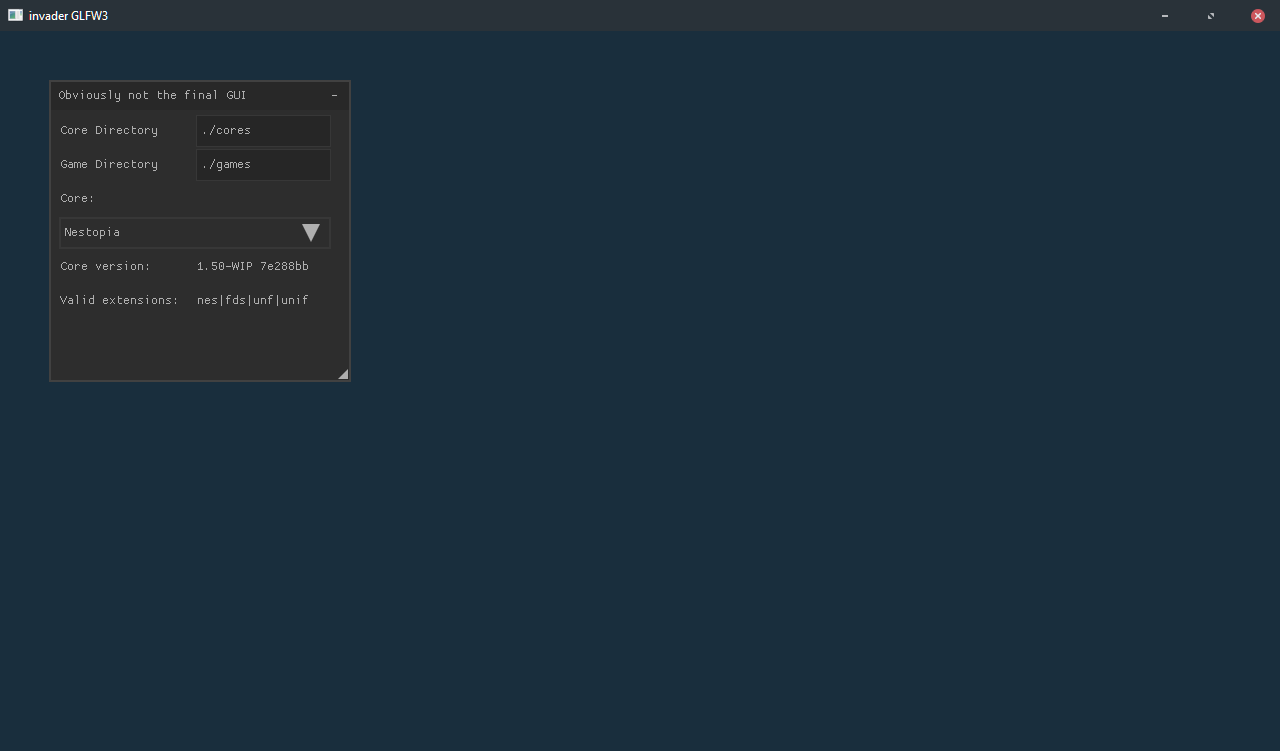 invader GLFW3
Obviously not the final GUI -
Core Directory ./cores
Game Directory ./games
Core:
Nestopia
Core version: 1.50-WIP 7e288bb
Valid extensions: nes|fds|unf|unif